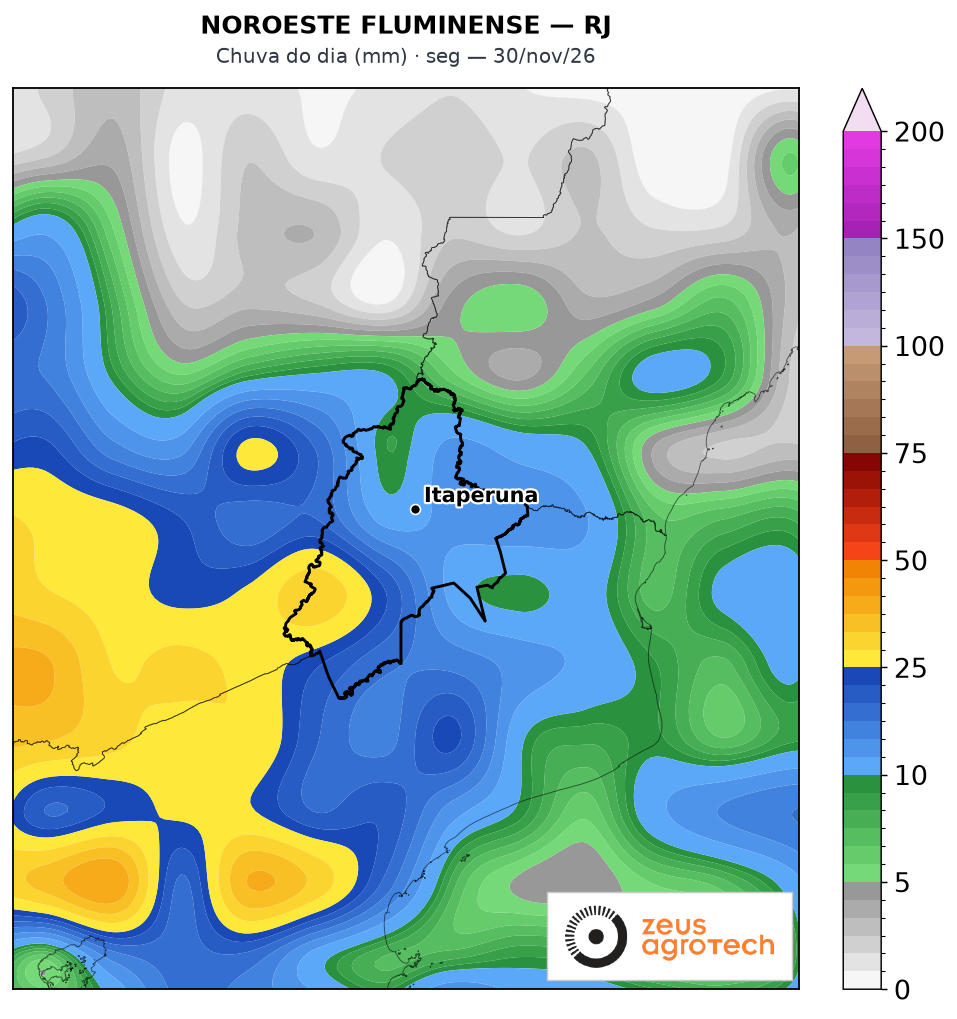 NOROESTE FLUMINENSE — RJ
Chuva do dia (mm) · seg — 30/nov/26
200
150
100
75
50
25
10
5
0
Itaperuna
zeus
agrotech